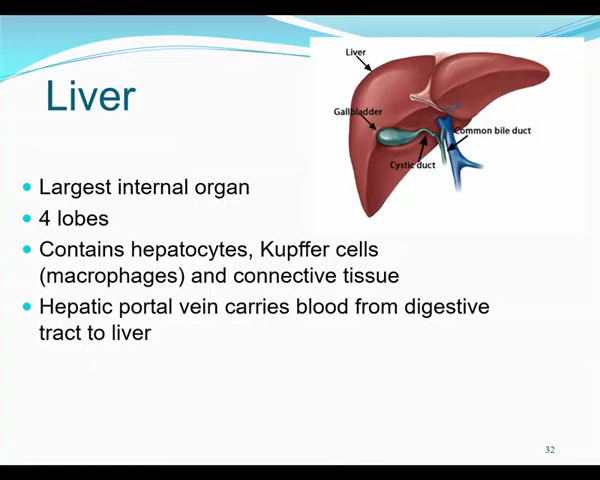 Liver
Liver
Gallbladder
Common bile duct
Cystic duct
Largest internal organ
4 lobes
Contains hepatocytes, Kupffer cells
(macrophages) and connective tissue
Hepatic portal vein carries blood from digestive
tract to liver
32